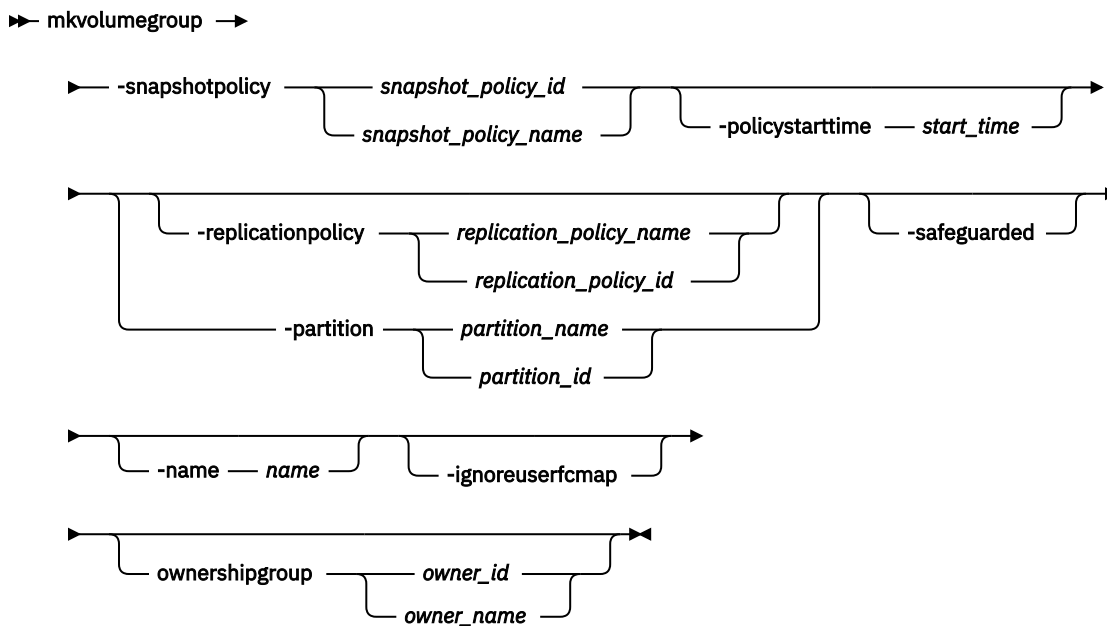 mkvolumegroup
-snapshotpolicy snapshot_policy_id
snapshot_policy_name -policystarttime start_time
-replicationpolicy replication_policy_name -safeguarded
replication_policy_id
-partition partition_name
partition_id
-name name -ignoreuserfcmap
ownershipgroup owner_id
owner_name